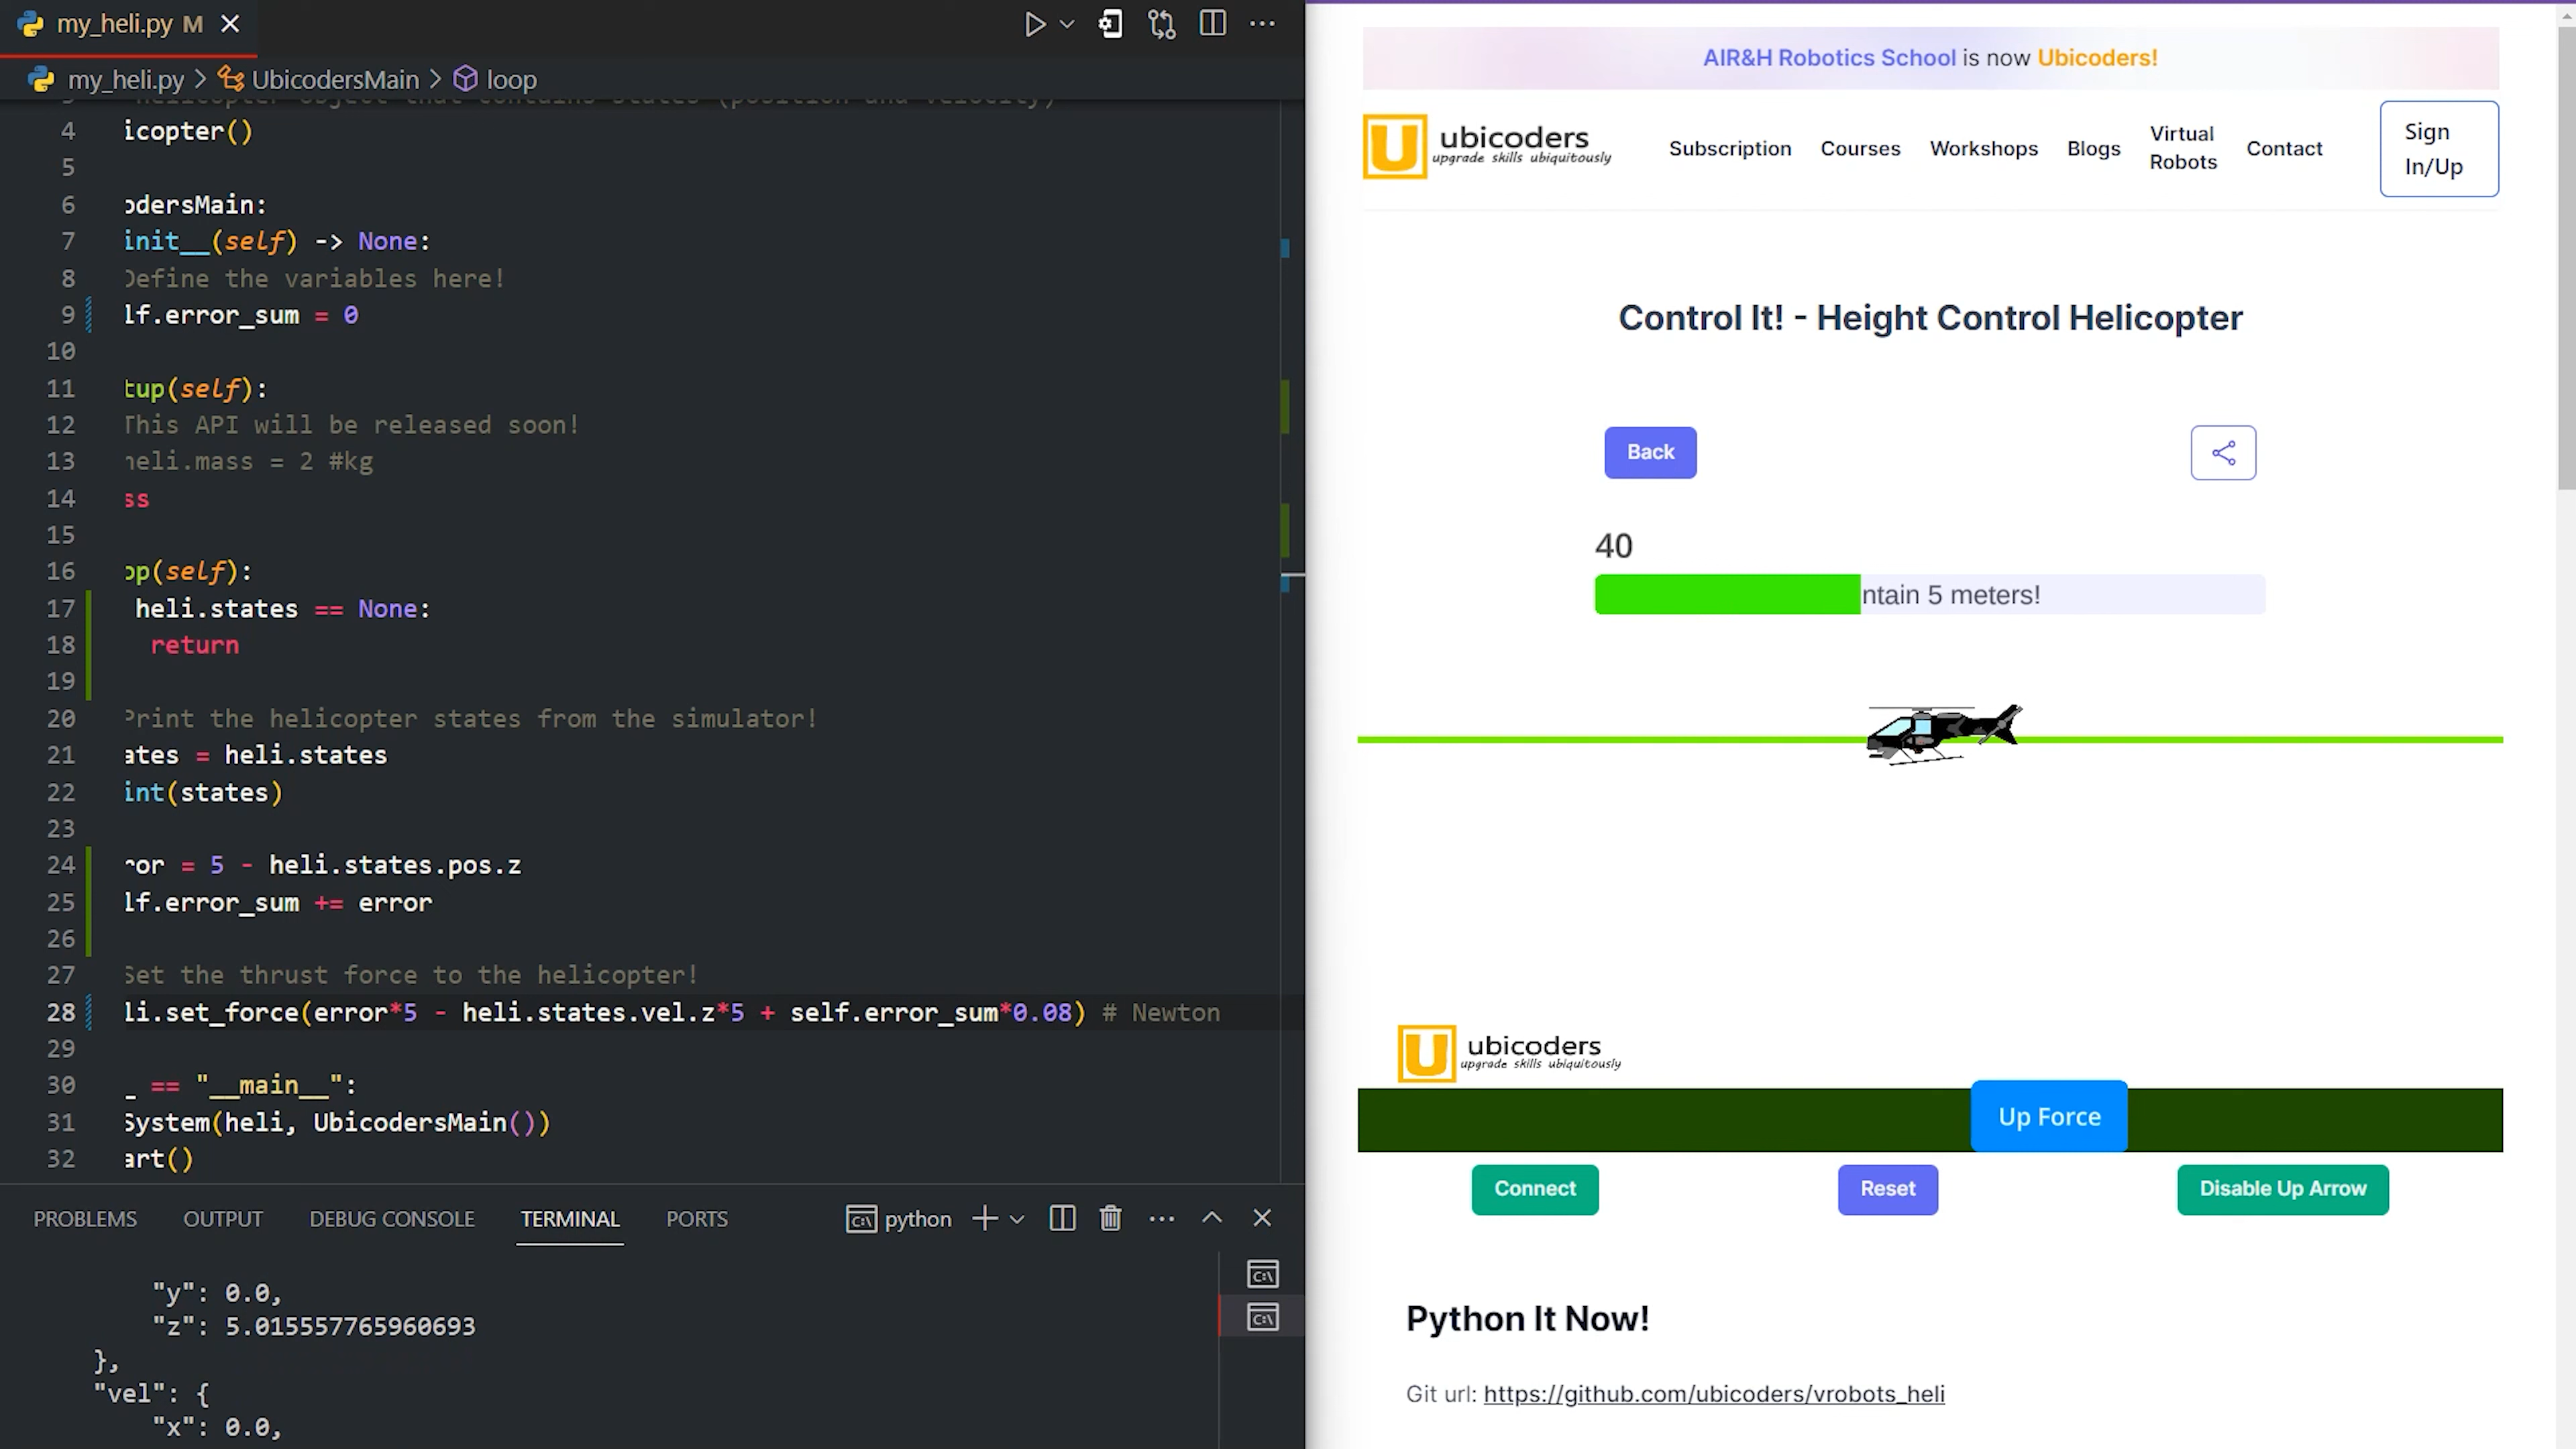 my_heli.py M
my_heli.py > UbicodersMain > loop
helicopter object that contains states (position and velocity)
4 icopter()
5
6 odersMain:
7 init__(self) -> None:
8 Define the variables here!
9 lf.error_sum = 0
10
11 tup(self):
12 This API will be released soon!
13 heli.mass = 2 #kg
14 ss
15
16 op(self):
17 heli.states == None:
18 return
19
20 Print the helicopter states from the simulator!
21 ates = heli.states
22 int(states)
23
24 ror = 5 - heli.states.pos.z
25 lf.error_sum += error
26
27 Set the thrust force to the helicopter!
28 li.set_force(error*5 - heli.states.vel.z*5 + self.error_sum*0.08) # Newton
29
30 _ == "__main__":
31 System(heli, UbicodersMain())
32 art()
PROBLEMS OUTPUT DEBUG CONSOLE TERMINAL PORTS python
"y": 0.0,
"z": 5.015557765960693
},
"vel": {
"x": 0.0,
AIR&H Robotics School is now Ubicoders!
U ubicoders
upgrade skills ubiquitously
Subscription Courses Workshops Blogs Virtual Robots Contact Sign In/Up
Control It! - Height Control Helicopter
Back
40
ntain 5 meters!
U ubicoders
upgrade skills ubiquitously
Up Force
Connect Reset Disable Up Arrow
Python It Now!
Git url: https://github.com/ubicoders/vrobots_heli